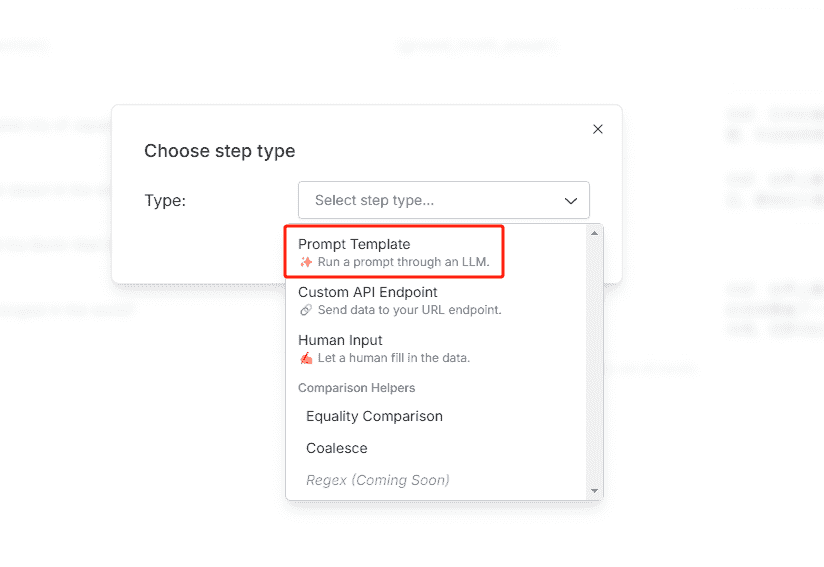 Choose step type
Type:
Select step type...
Prompt Template
Run a prompt through an LLM.
Custom API Endpoint
Send data to your URL endpoint.
Human Input
Let a human fill in the data.
Comparison Helpers
Equality Comparison
Coalesce
Regex (Coming Soon)